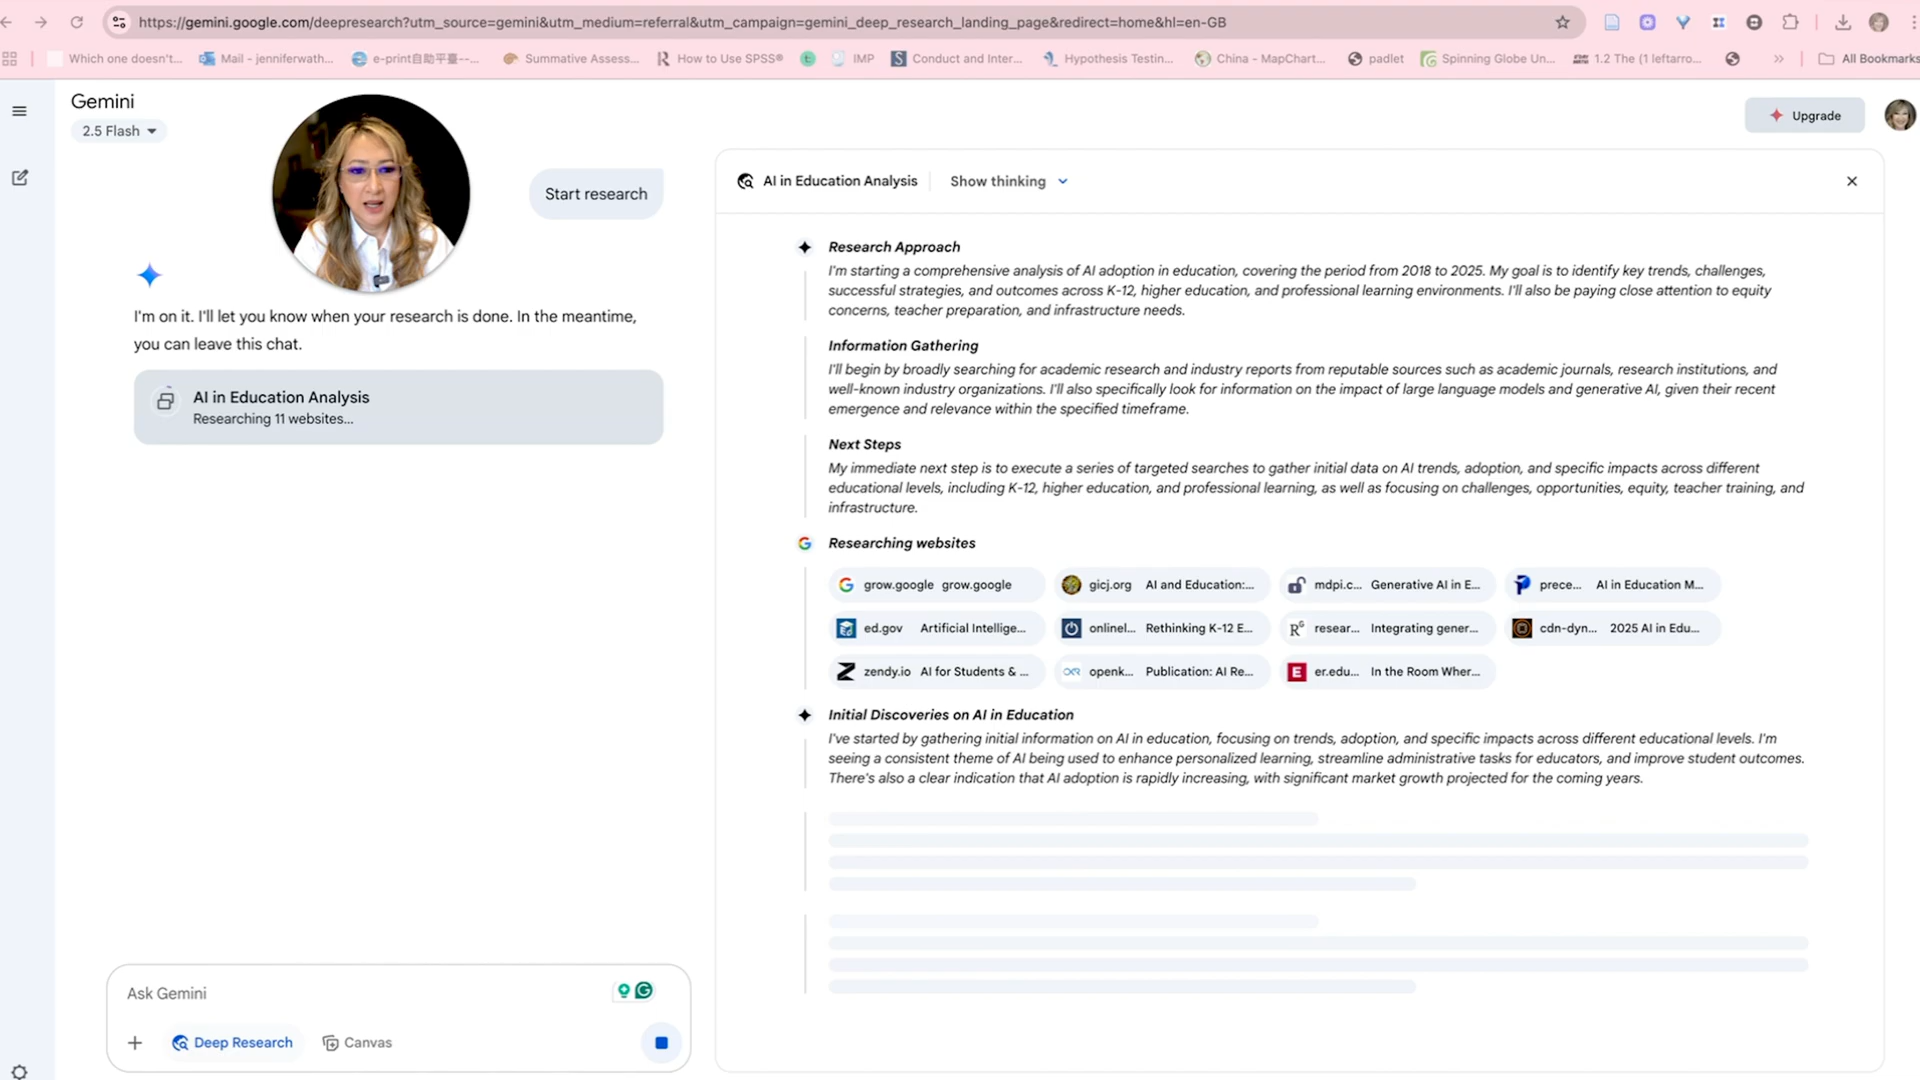 https://gemini.google.com/deepresearch?utm_source=gemini&utm_medium=referral&utm_campaign=gemini_deep_research_landing_page&redirect=home&hl=en-GB
Which one doesn't...
Mail - jenniferwath...
e-print自助平臺--...
Summative Assess...
How to Use SPSS®
IMP
Conduct and Inter...
Hypothesis Testin...
China - MapChart...
padlet
Spinning Globe Un...
1.2 The (1 leftarro...
All Bookmarks
Gemini
2.5 Flash
Upgrade
Start research
I'm on it. I'll let you know when your research is done. In the meantime,
you can leave this chat.
AI in Education Analysis
Researching 11 websites...
Ask Gemini
Deep Research
Canvas
AI in Education Analysis
Show thinking
Research Approach
I'm starting a comprehensive analysis of AI adoption in education, covering the period from 2018 to 2025. My goal is to identify key trends, challenges,
successful strategies, and outcomes across K-12, higher education, and professional learning environments. I'll also be paying close attention to equity
concerns, teacher preparation, and infrastructure needs.
Information Gathering
I'll begin by broadly searching for academic research and industry reports from reputable sources such as academic journals, research institutions, and
well-known industry organizations. I'll also specifically look for information on the impact of large language models and generative AI, given their recent
emergence and relevance within the specified timeframe.
Next Steps
My immediate next step is to execute a series of targeted searches to gather initial data on AI trends, adoption, and specific impacts across different
educational levels, including K-12, higher education, and professional learning, as well as focusing on challenges, opportunities, equity, teacher training, and
infrastructure.
Researching websites
grow.google grow.google
gicj.org AI and Education:...
mdpi.c... Generative AI in E...
prece... AI in Education M...
ed.gov Artificial Intellige...
onlinel... Rethinking K-12 E...
resear... Integrating gener...
cdn-dyn... 2025 AI in Edu...
zendy.io AI for Students & ...
openk... Publication: AI Re...
er.edu... In the Room Wher...
Initial Discoveries on AI in Education
I've started by gathering initial information on AI in education, focusing on trends, adoption, and specific impacts across different educational levels. I'm
seeing a consistent theme of AI being used to enhance personalized learning, streamline administrative tasks for educators, and improve student outcomes.
There's also a clear indication that AI adoption is rapidly increasing, with significant market growth projected for the coming years.